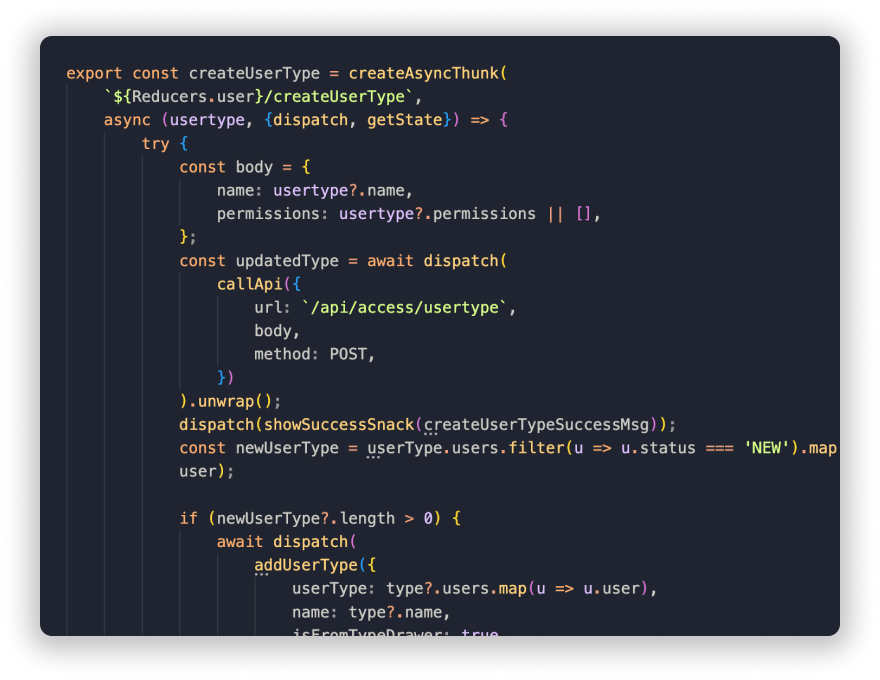 export const createUserType = createAsyncThunk(
`${Reducers.user}/createUserType`,
async (usertype, {dispatch, getState}) => {
try {
const body = {
name: usertype?.name,
permissions: usertype?.permissions || [],
};
const updatedType = await dispatch(
callApi({
url: `/api/access/usertype`,
body,
method: POST,
})
).unwrap();
dispatch(showSuccessSnack(createUserTypeSuccessMsg));
const newUserType = userType.users.filter(u => u.status === 'NEW').map
user);
if (newUserType?.length > 0) {
await dispatch(
addUserType({
userType: type?.users.map(u => u.user),
name: type?.name,
isFromTypeDrawer: true